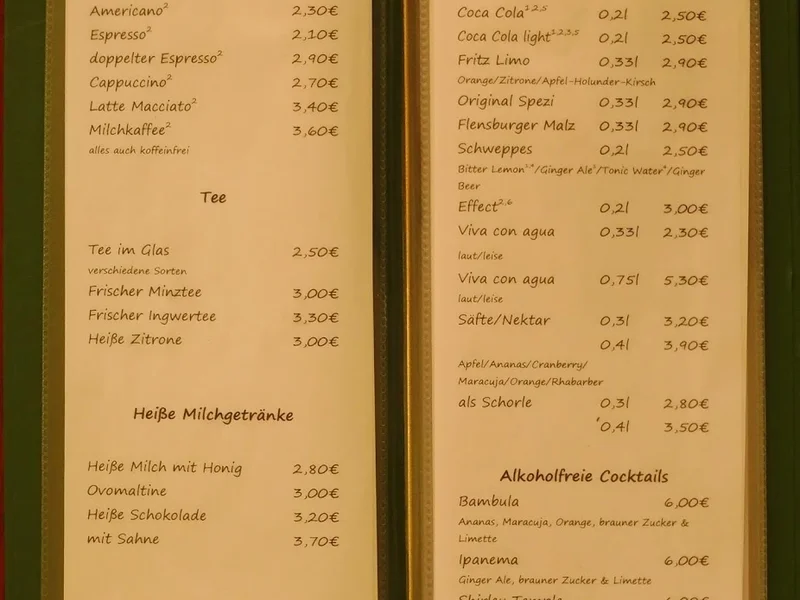 Americano² 2,30€
Espresso² 2,10€
doppelter Espresso² 2,90€
Cappuccino² 2,70€
Latte Macciato² 3,40€
Milchkaffee² 3,60€
alles auch koffeinfrei
Tee
Tee im Glas 2,50€
verschiedene Sorten
Frischer Minztee 3,00€
Frischer Ingwertee 3,30€
Heiße Zitrone 3,00€
Heiße Milchgetränke
Heiße Milch mit Honig 2,80€
Ovomaltine 3,00€
Heiße Schokolade 3,20€
mit Sahne 3,70€
Coca Cola¹·²·⁵ 0,2l 2,50€
Coca Cola light¹·²·³·⁵ 0,2l 2,50€
Fritz Limo 0,33l 2,90€
Orange/Zitrone/Apfel-Holunder-Kirsch
Original Spezi 0,33l 2,90€
Flensburger Malz 0,33l 2,90€
Schweppes 0,2l 2,50€
Bitter Lemon/Ginger Ale/Tonic Water/Ginger
Beer
Effect²·⁶ 0,2l 3,00€
Viva con agua 0,33l 2,30€
laut/leise
Viva con agua 0,75l 5,30€
laut/leise
Säfte/Nektar 0,3l 3,20€
0,4l 3,90€
Apfel/Ananas/Cranberry/
Maracuja/Orange/Rhabarber
als Schorle 0,3l 2,80€
0,4l 3,50€
Alkoholfreie Cocktails
Bambula 6,00€
Ananas, Maracuja, Orange, brauner Zucker &
Limette
Ipanema 6,00€
Ginger Ale, brauner Zucker & Limette